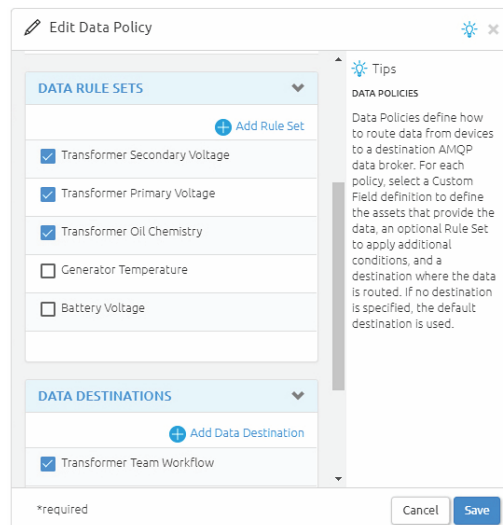 Edit Data Policy
DATA RULE SETS
Add Rule Set
Transformer Secondary Voltage
Transformer Primary Voltage
Transformer Oil Chemistry
Generator Temperature
Battery Voltage
DATA DESTINATIONS
Add Data Destination
Transformer Team Workflow
Tips
DATA POLICIES
Data Policies define how
to route data from devices
to a destination AMQP
data broker. For each
policy, select a Custom
Field definition to define
the assets that provide the
data, an optional Rule Set
to apply additional
conditions, and a
destination where the data
is routed. If no destination
is specified, the default
destination is used.
*required
Cancel
Save